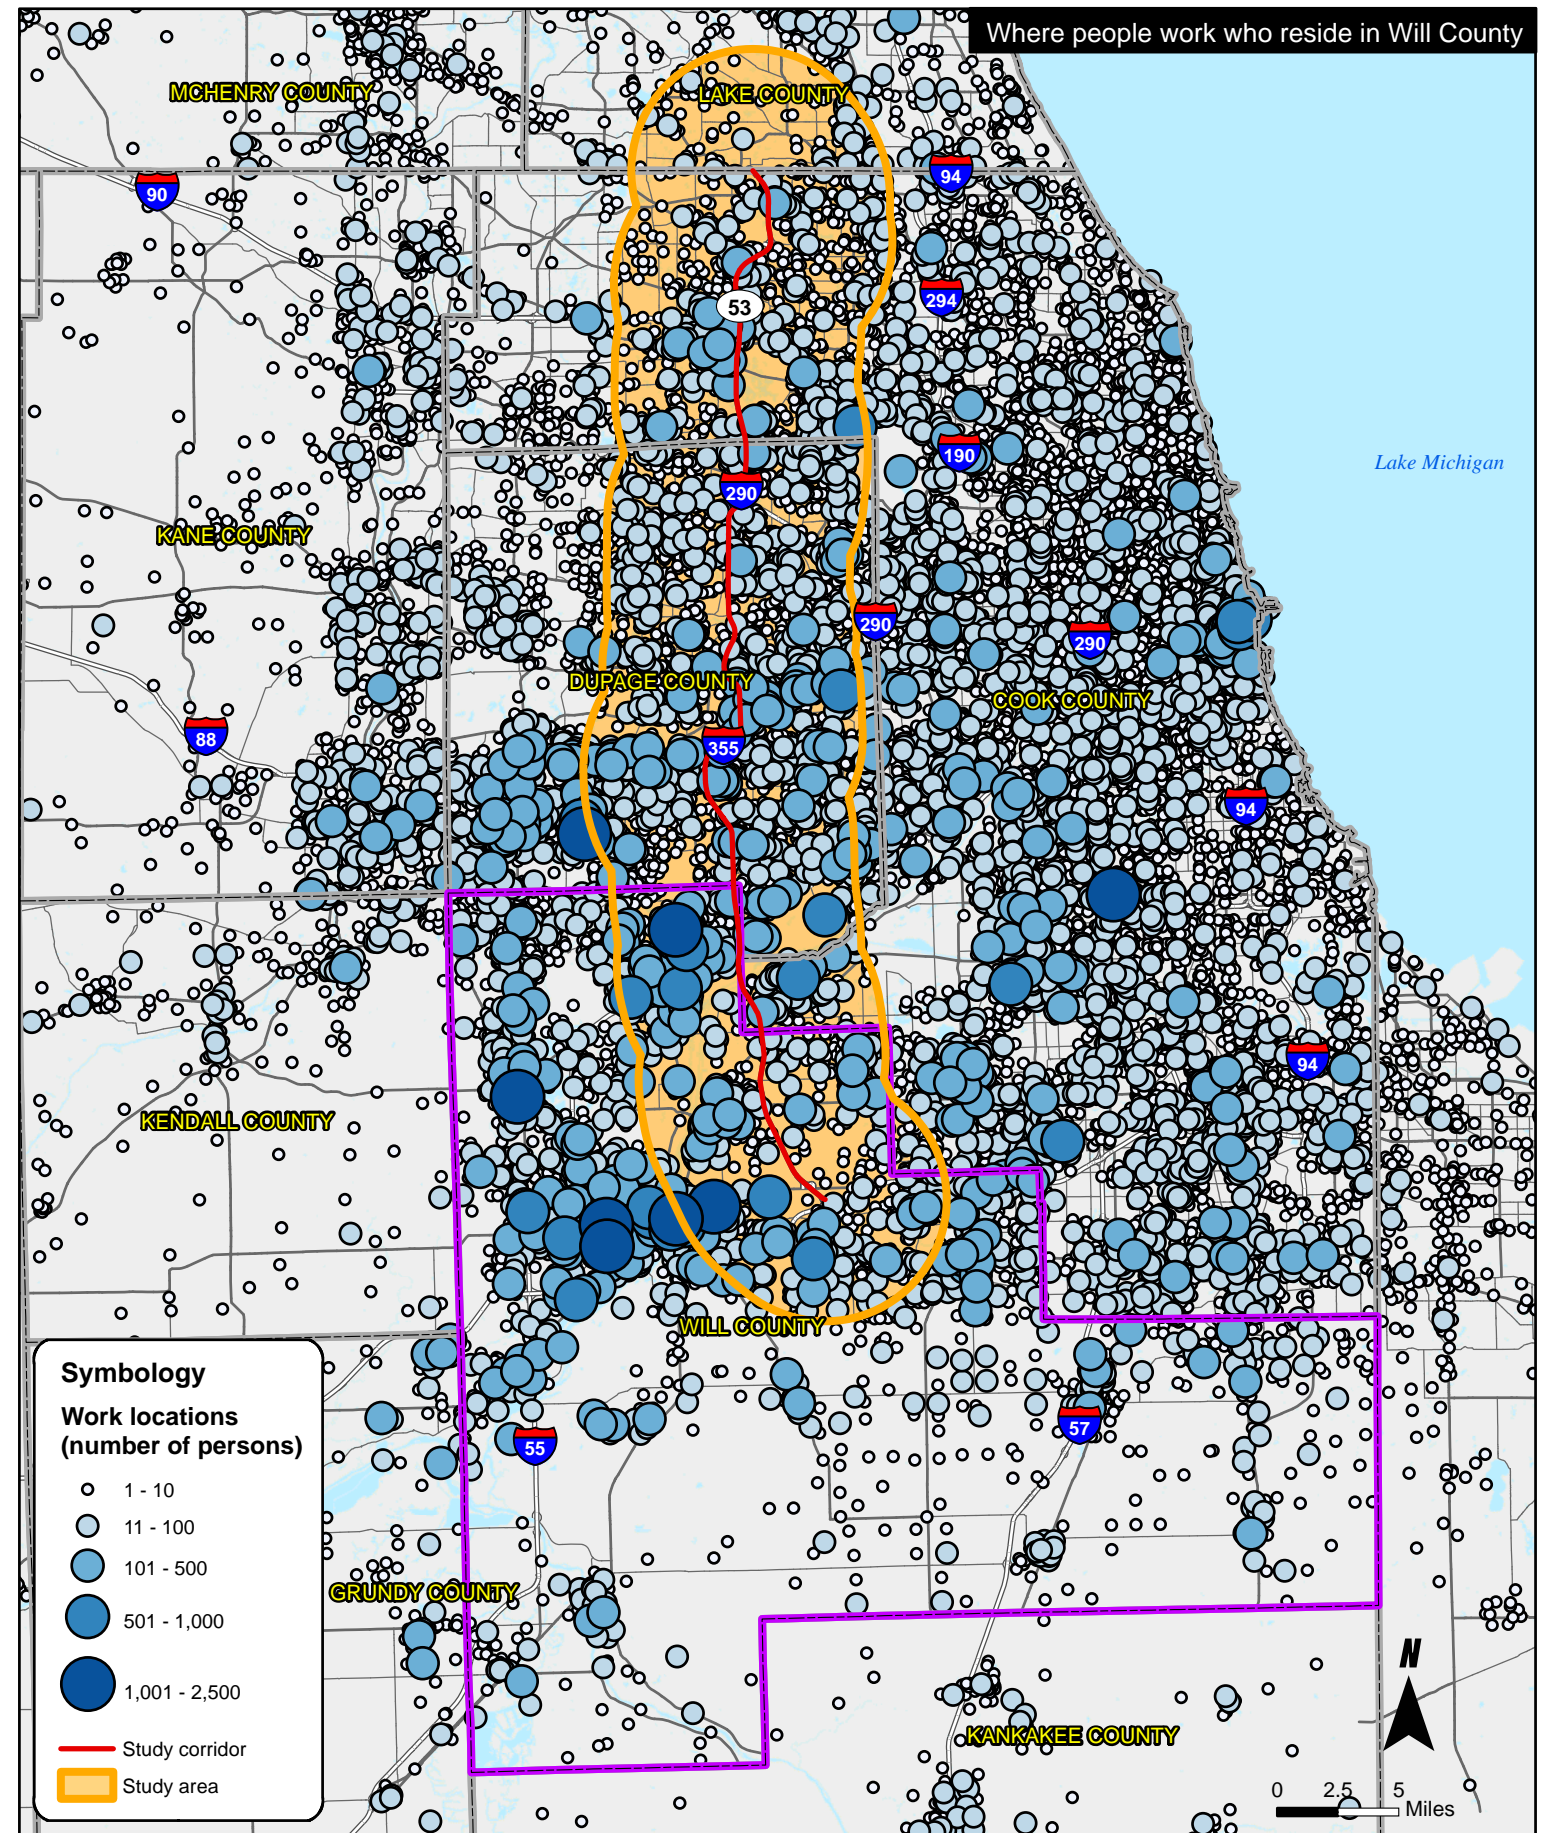 Where people work who reside in Will County
MCHENRY COUNTY
LAKE COUNTY
90
94
294
53
190
Lake Michigan
290
KANE COUNTY
290
290
DUPAGE COUNTY
COOK COUNTY
88
355
94
94
KENDALL COUNTY
WILL COUNTY
57
55
GRUNDY COUNTY
KANKAKEE COUNTY
Symbology
Work locations
(number of persons)
1 - 10
11 - 100
101 - 500
501 - 1,000
1,001 - 2,500
Study corridor
Study area
N
0 2.5 5
Miles